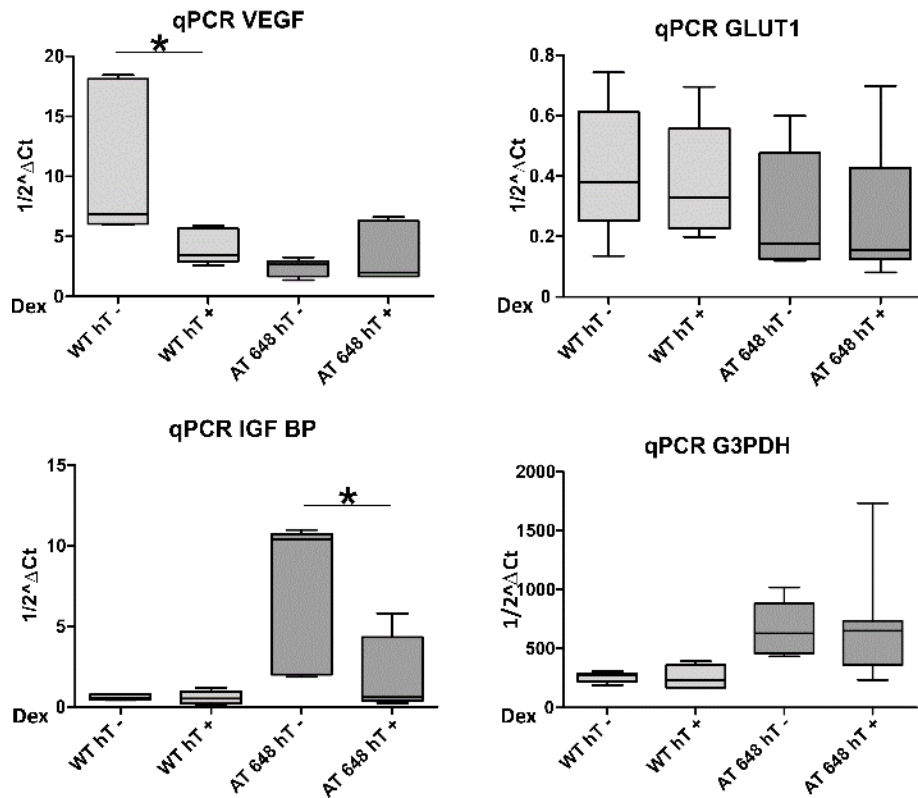 qPCR VEGF
*
20
15
10
5
0
1/2^ΔCt
Dex
WT hT -
WT hT +
AT 648 hT -
AT 648 hT +
qPCR GLUT1
0.8
0.6
0.4
0.2
0
1/2^ΔCt
Dex
WT hT -
WT hT +
AT 648 hT -
AT 648 hT +
qPCR IGF BP
*
15
10
5
0
1/2^ΔCt
Dex
WT hT -
WT hT +
AT 648 hT -
AT 648 hT +
qPCR G3PDH
2000
1500
1000
500
0
1/2^ΔCt
Dex
WT hT -
WT hT +
AT 648 hT -
AT 648 hT +